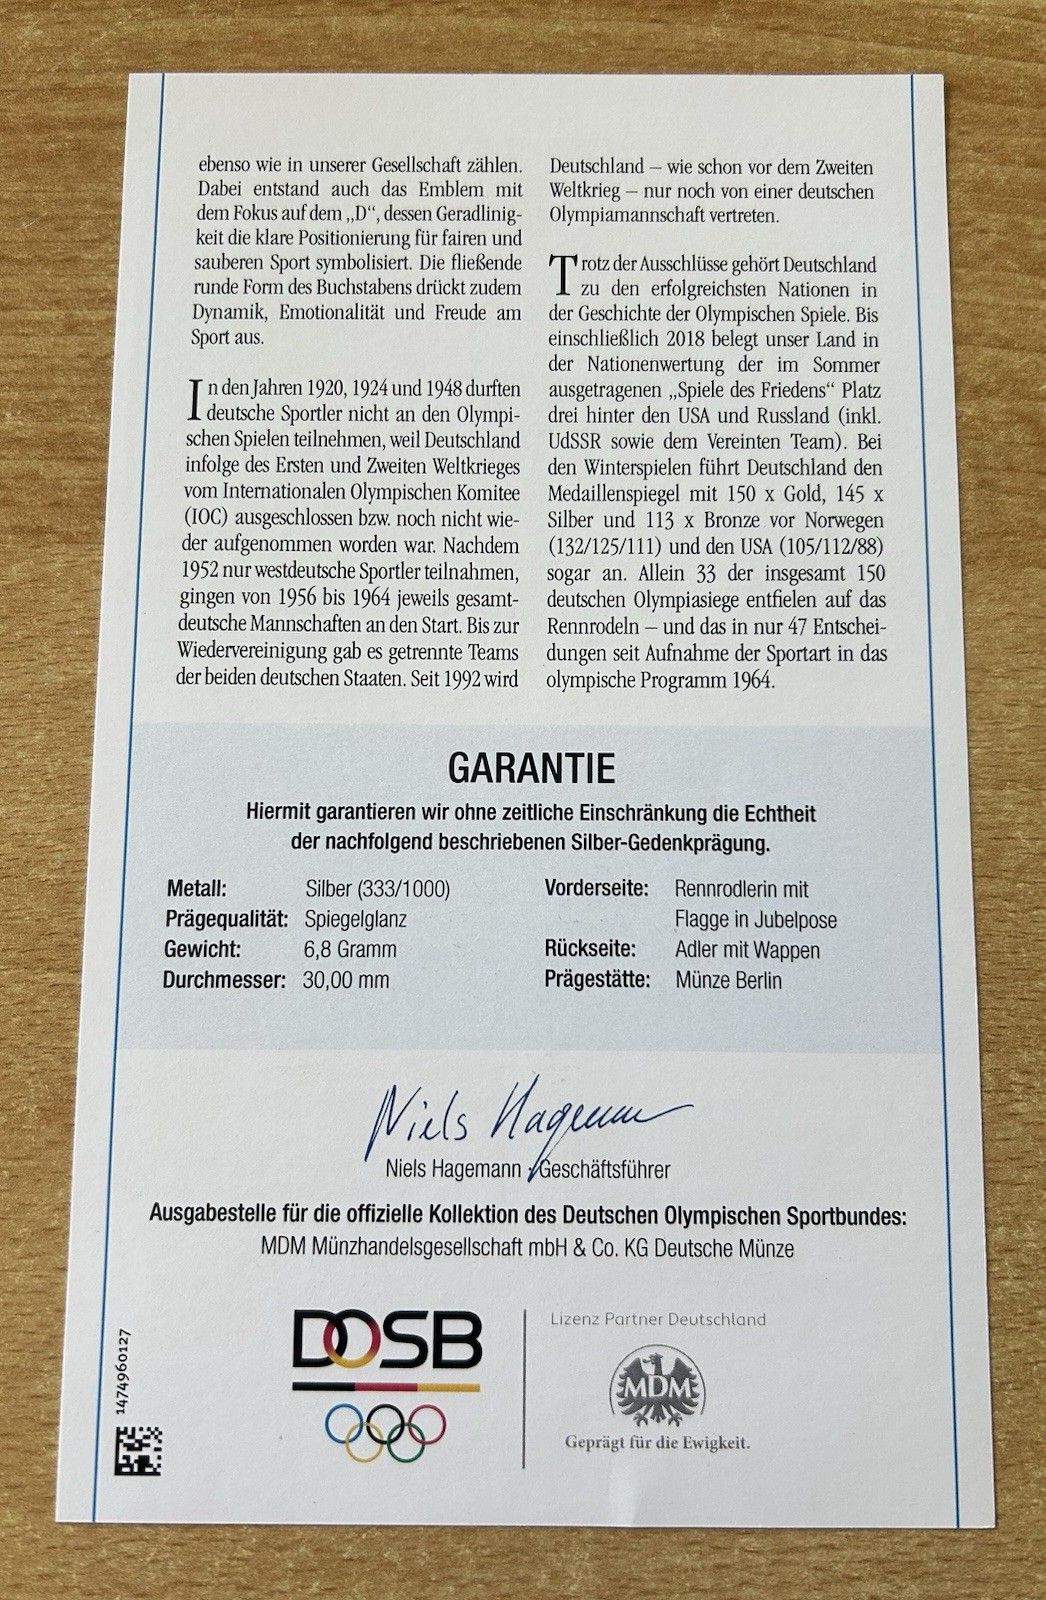 ebenso wie in unserer Gesellschaft zählen.
Dabei entstand auch das Emblem mit
dem Fokus auf dem „D“, dessen Geradlinig-
keit die klare Positionierung für fairen und
sauberen Sport symbolisiert. Die fließende
runde Form des Buchstabens drückt zudem
Dynamik, Emotionalität und Freude am
Sport aus.
In den Jahren 1920, 1924 und 1948 durften
deutsche Sportler nicht an den Olympi-
schen Spielen teilnehmen, weil Deutschland
infolge des Ersten und Zweiten Weltkrieges
vom Internationalen Olympischen Komitee
(IOC) ausgeschlossen bzw. noch nicht wie-
der aufgenommen worden war. Nachdem
1952 nur westdeutsche Sportler teilnahmen,
gingen von 1956 bis 1964 jeweils gesamt-
deutsche Mannschaften an den Start. Bis zur
Wiedervereinigung gab es getrennte Teams
der beiden deutschen Staaten. Seit 1992 wird
Deutschland – wie schon vor dem Zweiten
Weltkrieg – nur noch von einer deutschen
Olympiamannschaft vertreten.
Trotz der Ausschlüsse gehört Deutschland
zu den erfolgreichsten Nationen in
der Geschichte der Olympischen Spiele. Bis
einschließlich 2018 belegt unser Land in
der Nationenwertung der im Sommer
ausgetragenen „Spiele des Friedens“ Platz
drei hinter den USA und Russland (inkl.
UdSSR sowie dem Vereinten Team). Bei
den Winterspielen führt Deutschland den
Medaillenspiegel mit 150 x Gold, 145 x
Silber und 113 x Bronze vor Norwegen
(132/125/111) und den USA (105/112/88)
sogar an. Allein 33 der insgesamt 150
deutschen Olympiasiege entfielen auf das
Rennrodeln – und das in nur 47 Entschei-
dungen seit Aufnahme der Sportart in das
olympische Programm 1964.
GARANTIE
Hiermit garantieren wir ohne zeitliche Einschränkung die Echtheit
der nachfolgend beschriebenen Silber-Gedenkprägung.
Metall: Silber (333/1000)
Prägequalität: Spiegelglanz
Gewicht: 6,8 Gramm
Durchmesser: 30,00 mm
Vorderseite: Rennrodlerin mit
Flagge in Jubelpose
Rückseite: Adler mit Wappen
Prägestätte: Münze Berlin
Niels Hagemann
Niels Hagemann · Geschäftsführer
Ausgabestelle für die offizielle Kollektion des Deutschen Olympischen Sportbundes:
MDM Münzhandelsgesellschaft mbH & Co. KG Deutsche Münze
1474960127
DOSB
Lizenz Partner Deutschland
MDM
Geprägt für die Ewigkeit.